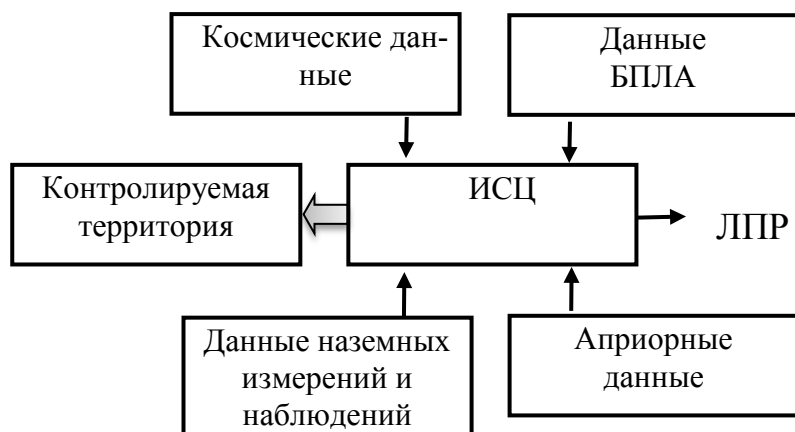 Космические дан-
ные
Данные
БПЛА
Контролируемая
территория
ИСЦ
ЛПР
Данные наземных
измерений и
наблюдений
Априорные
данные